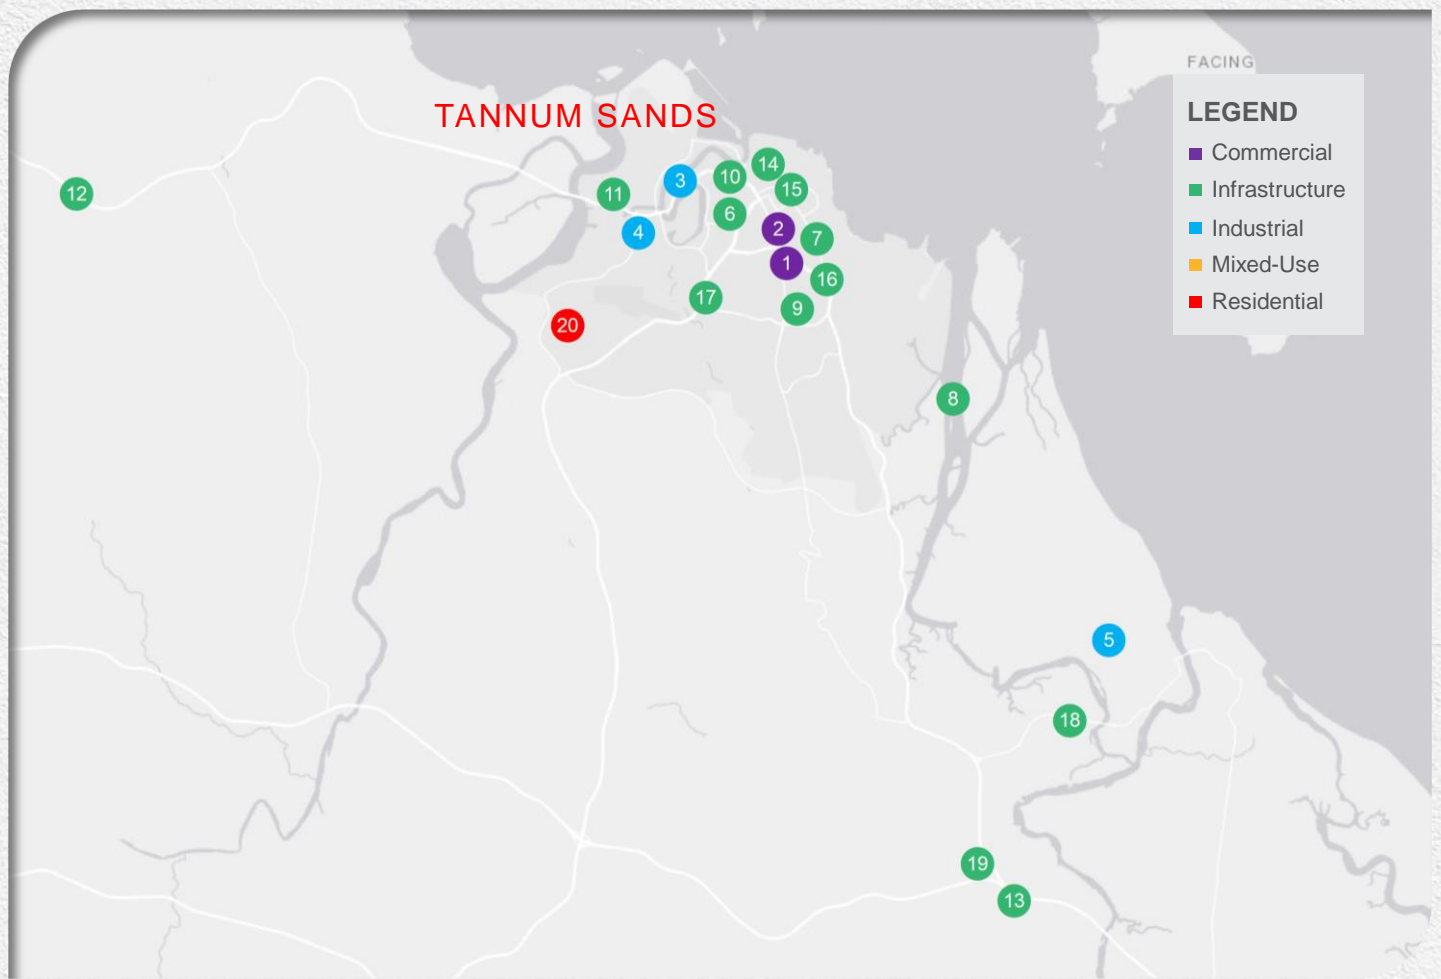 FACING
LEGEND
Commercial
Infrastructure
Industrial
Mixed-Use
Residential
TANNUM SANDS
14
3
10
15
12
11
6
2
4
7
1
16
17
9
20
8
5
18
19
13